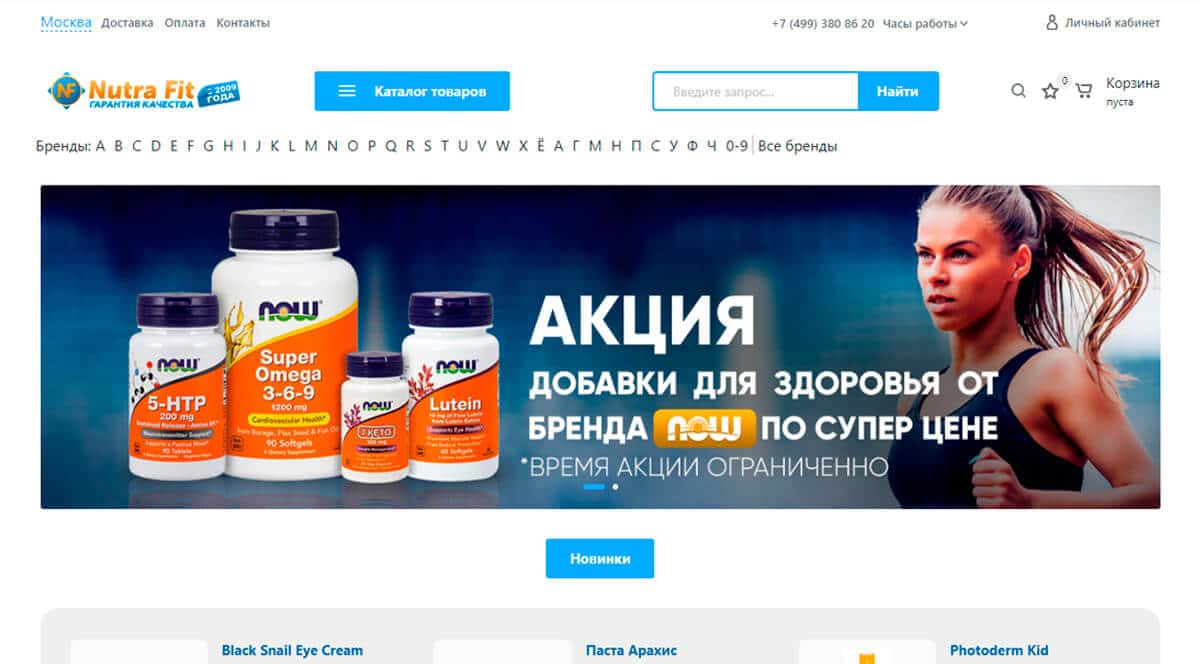 Москва Доставка Оплата Контакты
+7 (499) 380 86 20 Часы работы
Личный кабинет
NF Nutra Fit
ГАРАНТИЯ КАЧЕСТВА
с 2009
ГОДА
Каталог товаров
Введите запрос...
Найти
0
Корзина
пуста
Бренды: A B C D E F G H I J K L M N O P Q R S T U V W X Ё А Г М Н П С У Ф Ч 0-9 Все бренды
NOW
5-HTP
200 mg
90 Tablets
NOW
Super
Omega
3-6-9
1200 mg
Cardiovascular Health*
90 Softgels
NOW
7-KETO
NOW
Lutein
Supports Eye Health*
60 Softgels
АКЦИЯ
ДОБАВКИ ДЛЯ ЗДОРОВЬЯ ОТ
БРЕНДА NOW ПО СУПЕР ЦЕНЕ
*ВРЕМЯ АКЦИИ ОГРАНИЧЕННО
Новинки
Black Snail Eye Cream
Паста Арахис
Photoderm Kid